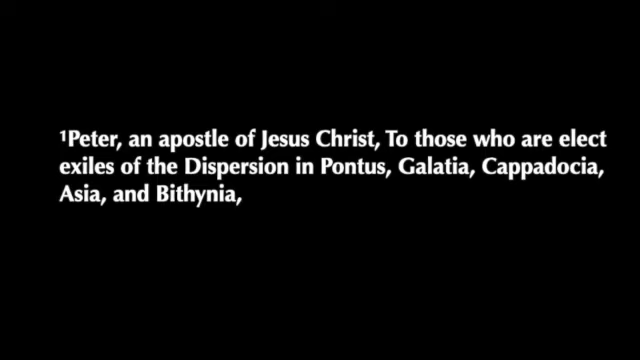 ¹Peter, an apostle of Jesus Christ, To those who are elect
exiles of the Dispersion in Pontus, Galatia, Cappadocia,
Asia, and Bithynia,